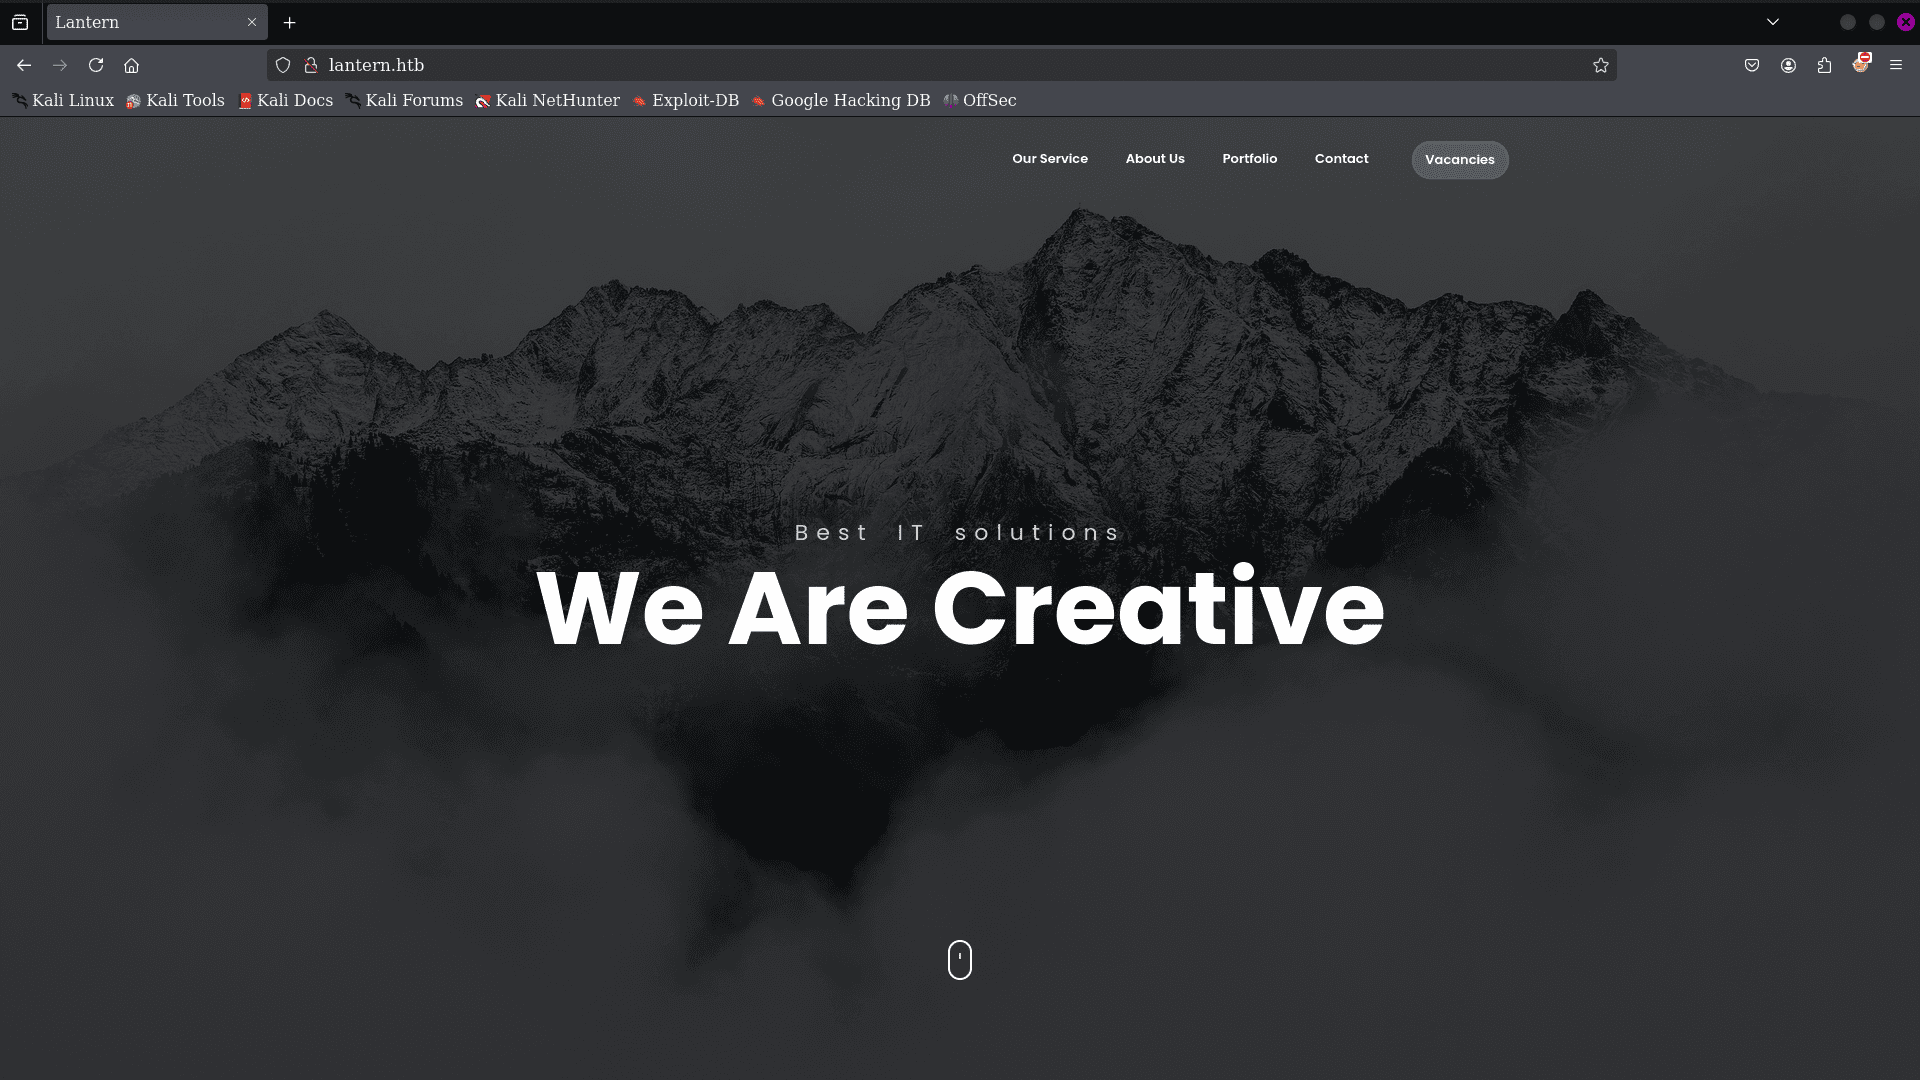 Lantern
lantern.htb
Kali Linux Kali Tools Kali Docs Kali Forums Kali NetHunter Exploit-DB Google Hacking DB OffSec
Our Service About Us Portfolio Contact Vacancies
Best IT solutions
We Are Creative